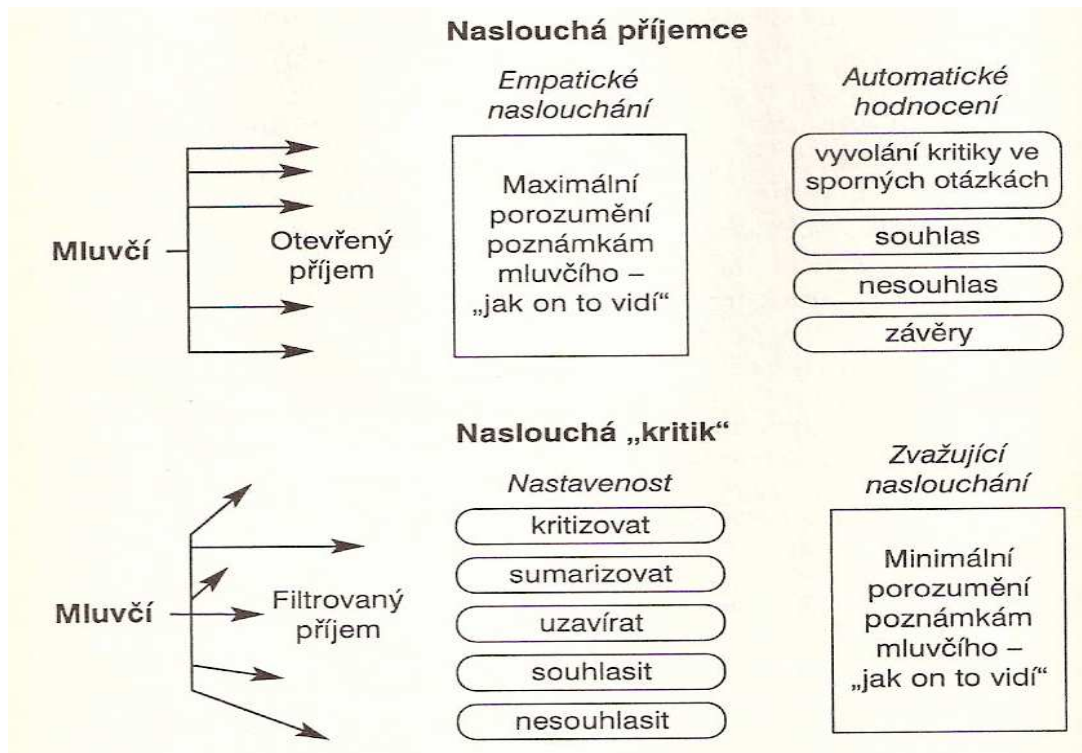 Naslouchá příjemce
Empatické
naslouchání
Automatické
hodnocení
Mluvčí
Otevřený
příjem
Maximální
porozumění
poznámkám
mluvčího –
„jak on to vidí“
vyvolání kritiky ve
sporných otázkách
souhlas
nesouhlas
závěry
Naslouchá „kritik“
Nastavenost
Zvažující
naslouchání
Mluvčí
Filtrovaný
příjem
kritizovat
sumarizovat
uzavírat
souhlasit
nesouhlasit
Minimální
porozumění
poznámkám
mluvčího –
„jak on to vidí“